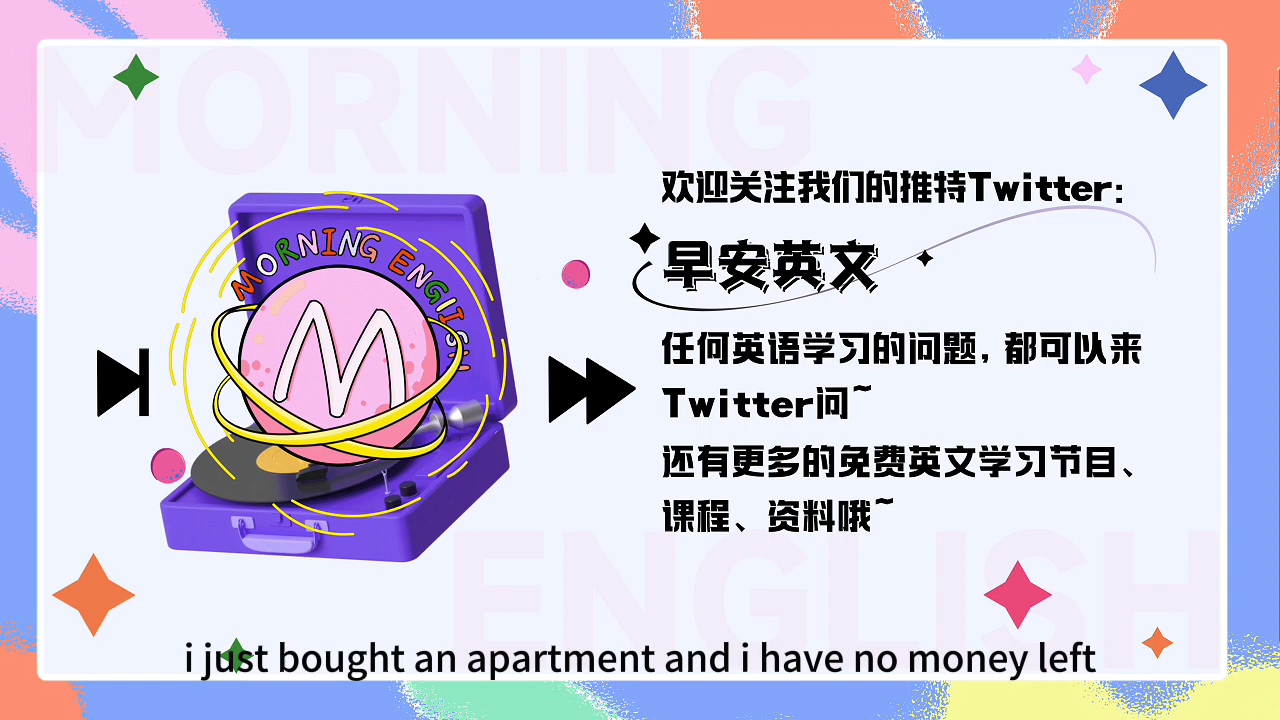 MORNING
欢迎关注我们的推特Twitter：
早安英文
MORNING ENGlISH
M
任何英语学习的问题，都可以来
Twitter问~
还有更多的免费英文学习节目、
课程、资料哦~
ENGLISH
i just bought an apartment and i have no money left